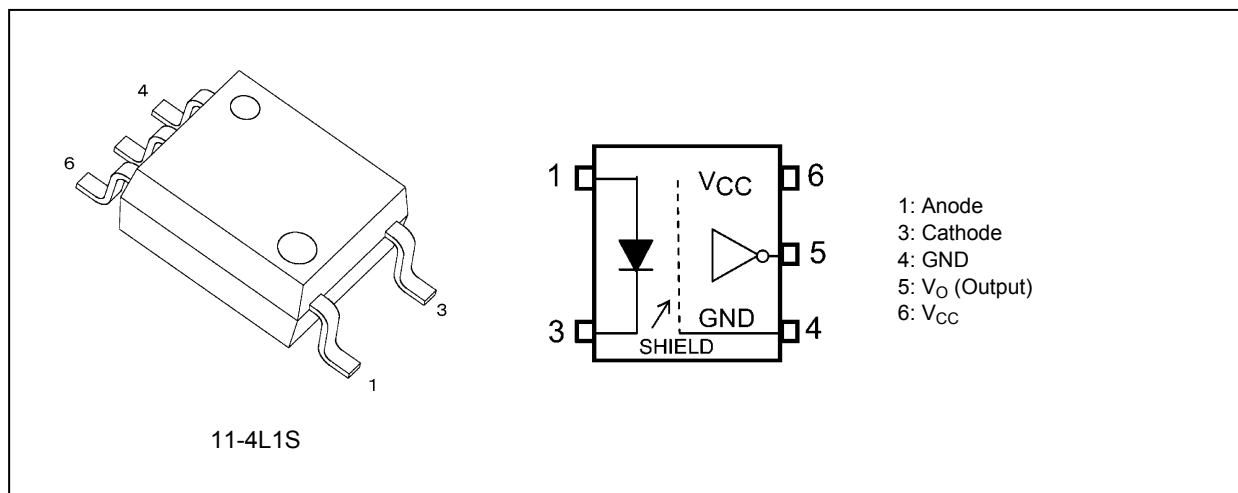 4
6
3
1
11-4L1S
1
3
VCC
GND
SHIELD
6
5
4
1: Anode
3: Cathode
4: GND
5: VO (Output)
6: VCC